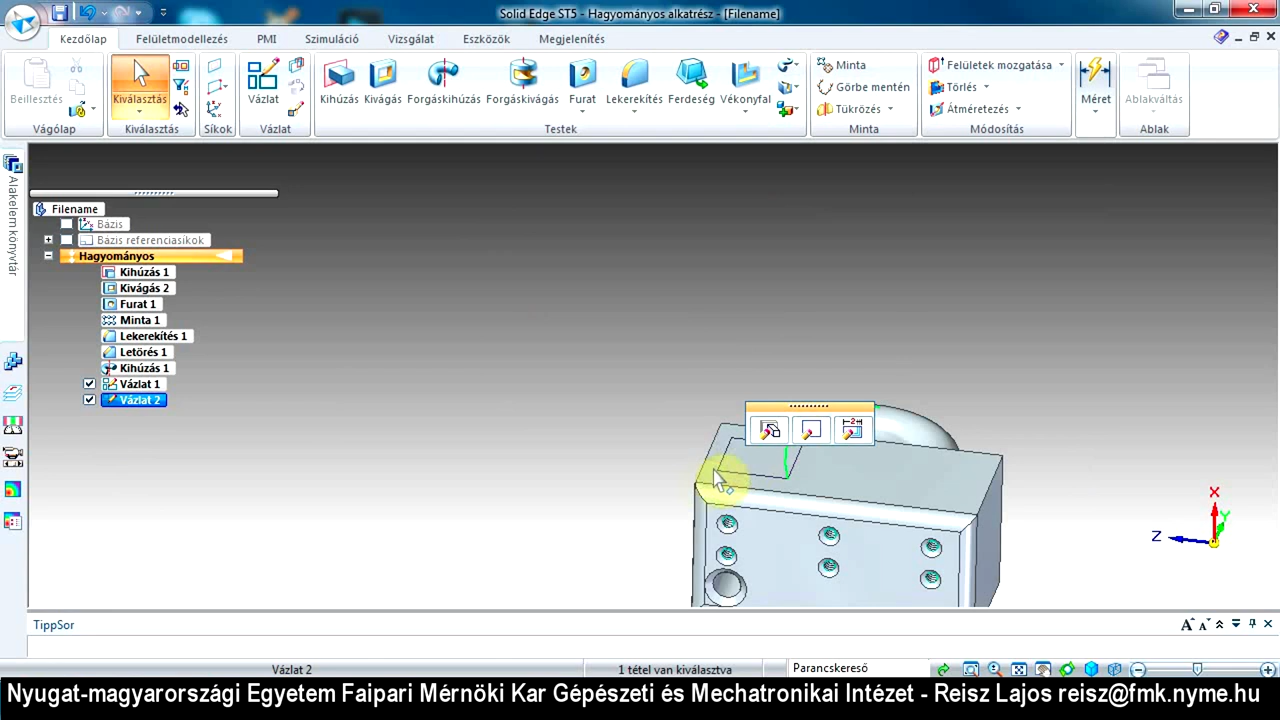 Solid Edge ST5 - Hagyományos alkatrész - [Filename]
Kezdőlap Felületmodellezés PMI Szimuláció Vizsgálat Eszközök Megjelenítés
Beillesztés Kiválasztás Vázlat Kihúzás Kivágás Forgáskihúzás Forgáskivágás Furat Lekerekítés Ferdeség Vékonyfal Minta Görbe mentén Tükrözés Felületek mozgatása Törlés Átméretezés Méret Ablakváltás
Vágólap Kiválasztás Síkok Vázlat Testek Minta Módosítás Ablak
Alakelem könyvtár
Filename
Bázis
Bázis referenciasíkok
Hagyományos
Kihúzás 1
Kivágás 2
Furat 1
Minta 1
Lekerekítés 1
Letörés 1
Kihúzás 1
Vázlat 1
Vázlat 2
X
Y
Z
TippSor
Vázlat 2 1 tétel van kiválasztva Parancskereső
Nyugat-magyarországi Egyetem Faipari Mérnöki Kar Gépészeti és Mechatronikai Intézet - Reisz Lajos reisz@fmk.nyme.hu